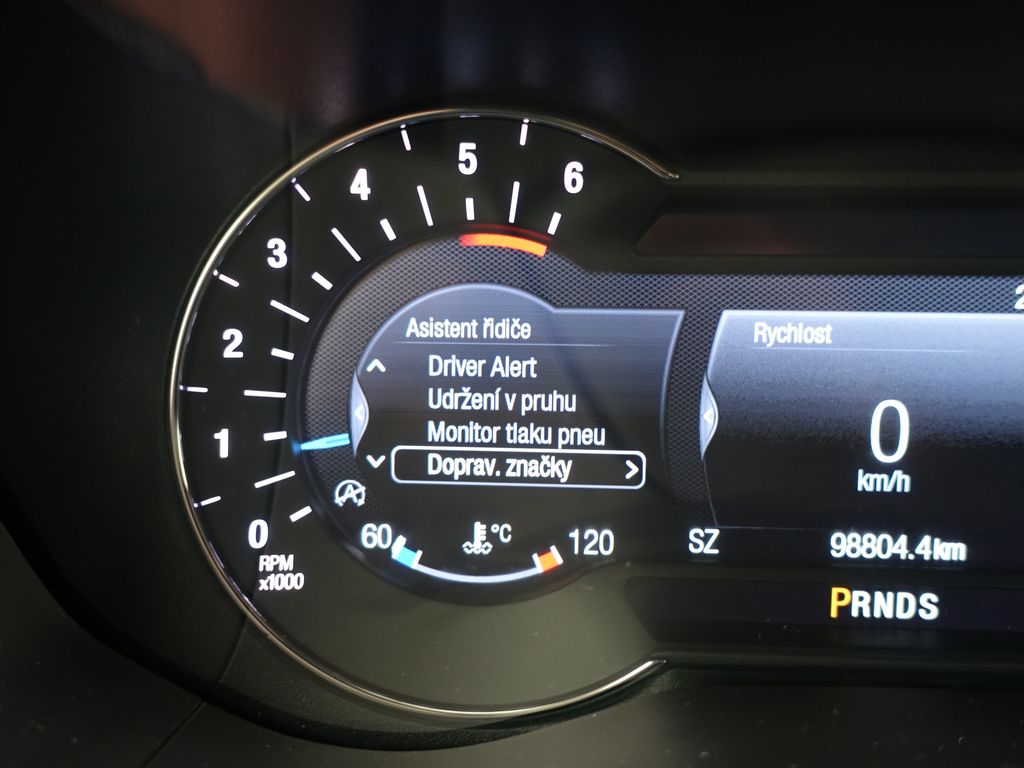 5
4
6
3
2
1
0
RPM
x1000
Asistent řidiče
Driver Alert
Udržení v pruhu
Monitor tlaku pneu
Doprav. značky
60
°C
120
Rychlost
0
km/h
SZ
98804.4km
PRNDS